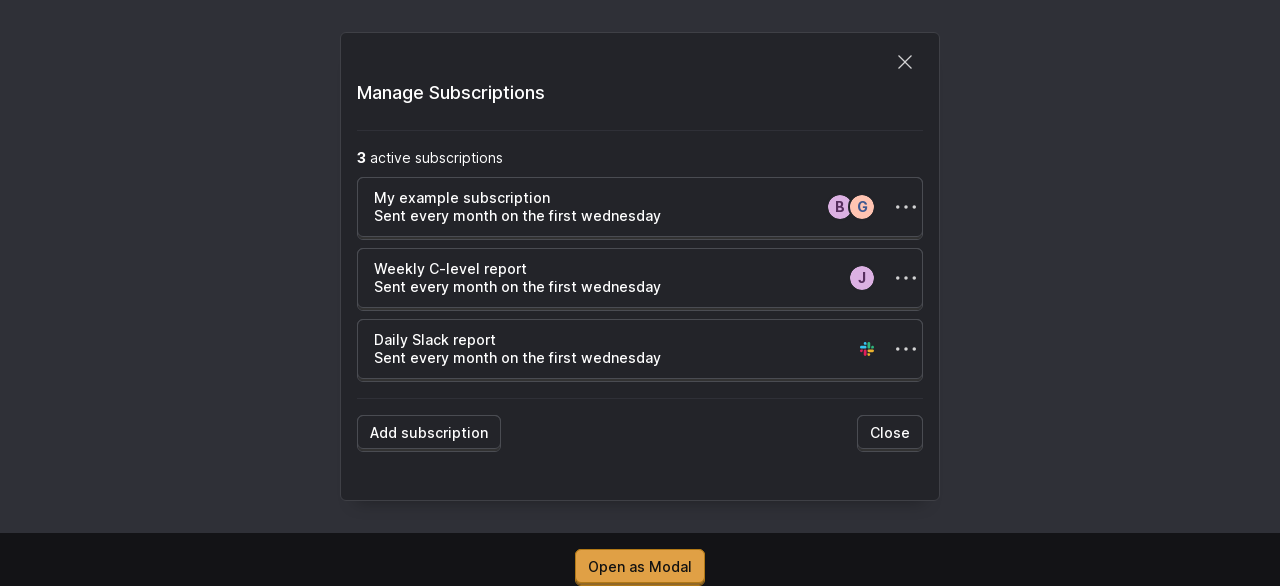 Manage Subscriptions
3 active subscriptions
My example subscription
Sent every month on the first wednesday
B G
Weekly C-level report
Sent every month on the first wednesday
J
Daily Slack report
Sent every month on the first wednesday
Add subscription
Close
Open as Modal